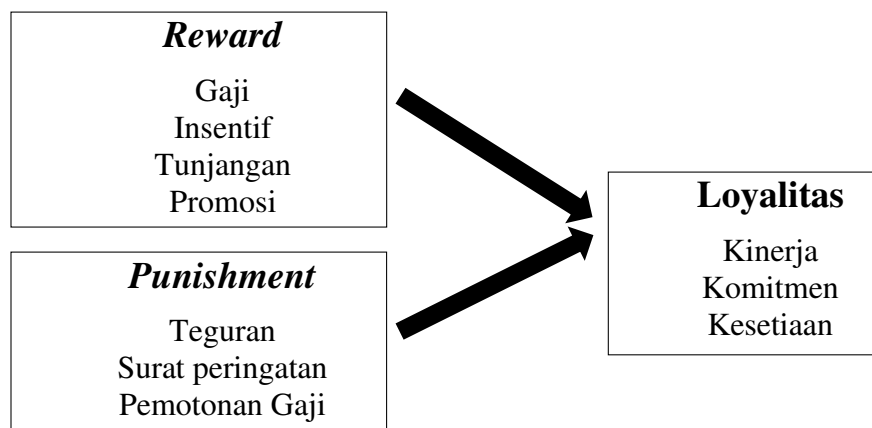 Reward
Gaji
Insentif
Tunjangan
Promosi
Punishment
Teguran
Surat peringatan
Pemotonan Gaji
Loyalitas
Kinerja
Komitmen
Kesetiaan